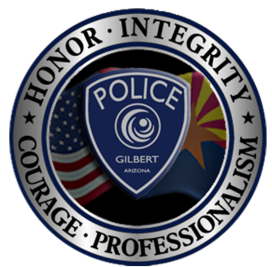 HONOR · INTEGRITY
POLICE
GILBERT
ARIZONA
COURAGE · PROFESSIONALISM